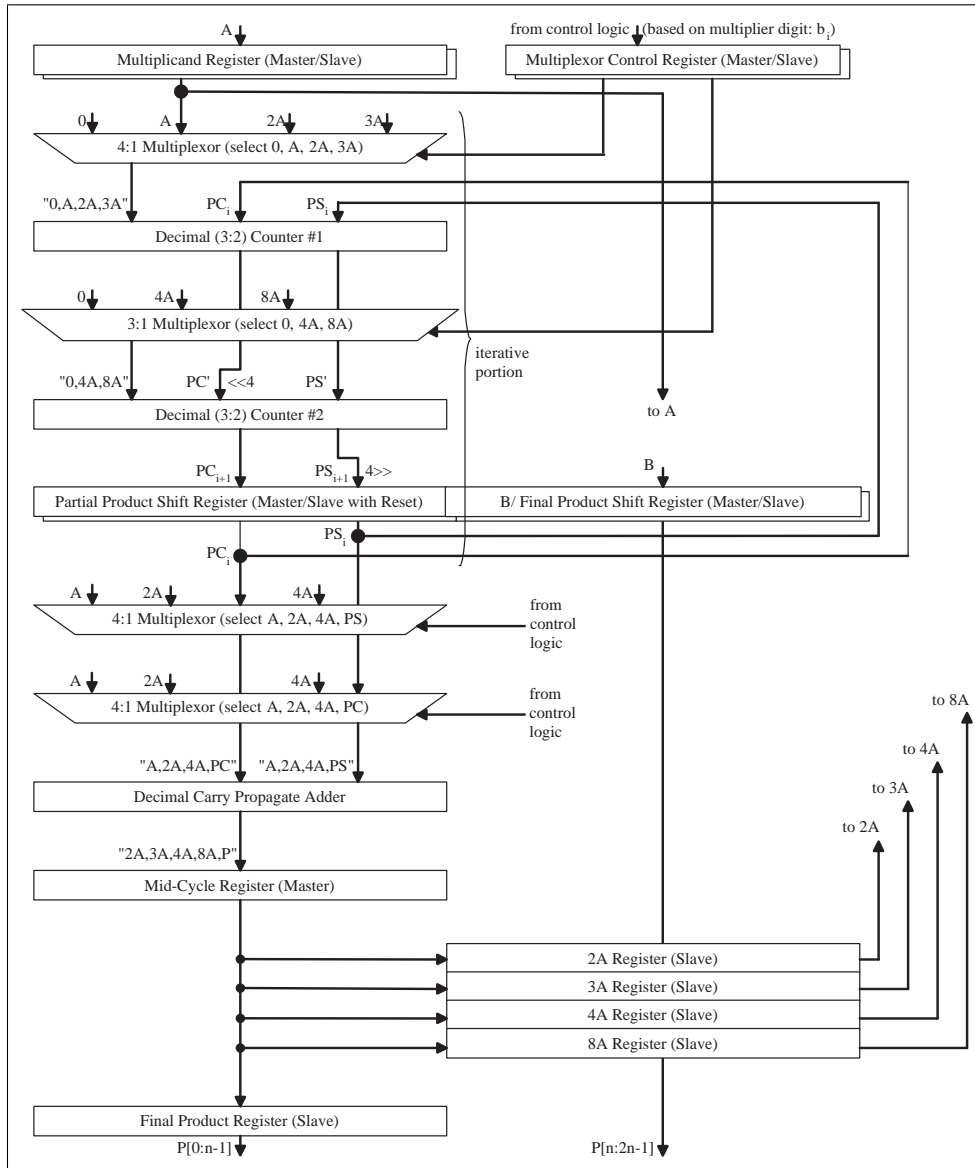 A
from control logic (based on multiplier digit: bi)
Multiplicand Register (Master/Slave)
Multiplexor Control Register (Master/Slave)
0 A 2A 3A
4:1 Multiplexor (select 0, A, 2A, 3A)
"0,A,2A,3A" PCi PSi
Decimal (3:2) Counter #1
0 4A 8A
3:1 Multiplexor (select 0, 4A, 8A)
iterative
portion
"0,4A,8A" PC' <<4 PS'
Decimal (3:2) Counter #2
to A
PCi+1 PSi+1 4>>
B
Partial Product Shift Register (Master/Slave with Reset)
B/ Final Product Shift Register (Master/Slave)
PSi
PCi
A 2A 4A
4:1 Multiplexor (select A, 2A, 4A, PS)
from
control
logic
A 2A 4A
4:1 Multiplexor (select A, 2A, 4A, PC)
from
control
logic
to 8A
to 4A
to 3A
to 2A
"A,2A,4A,PC" "A,2A,4A,PS"
Decimal Carry Propagate Adder
"2A,3A,4A,8A,P"
Mid-Cycle Register (Master)
2A Register (Slave)
3A Register (Slave)
4A Register (Slave)
8A Register (Slave)
Final Product Register (Slave)
P[0:n-1]
P[n:2n-1]